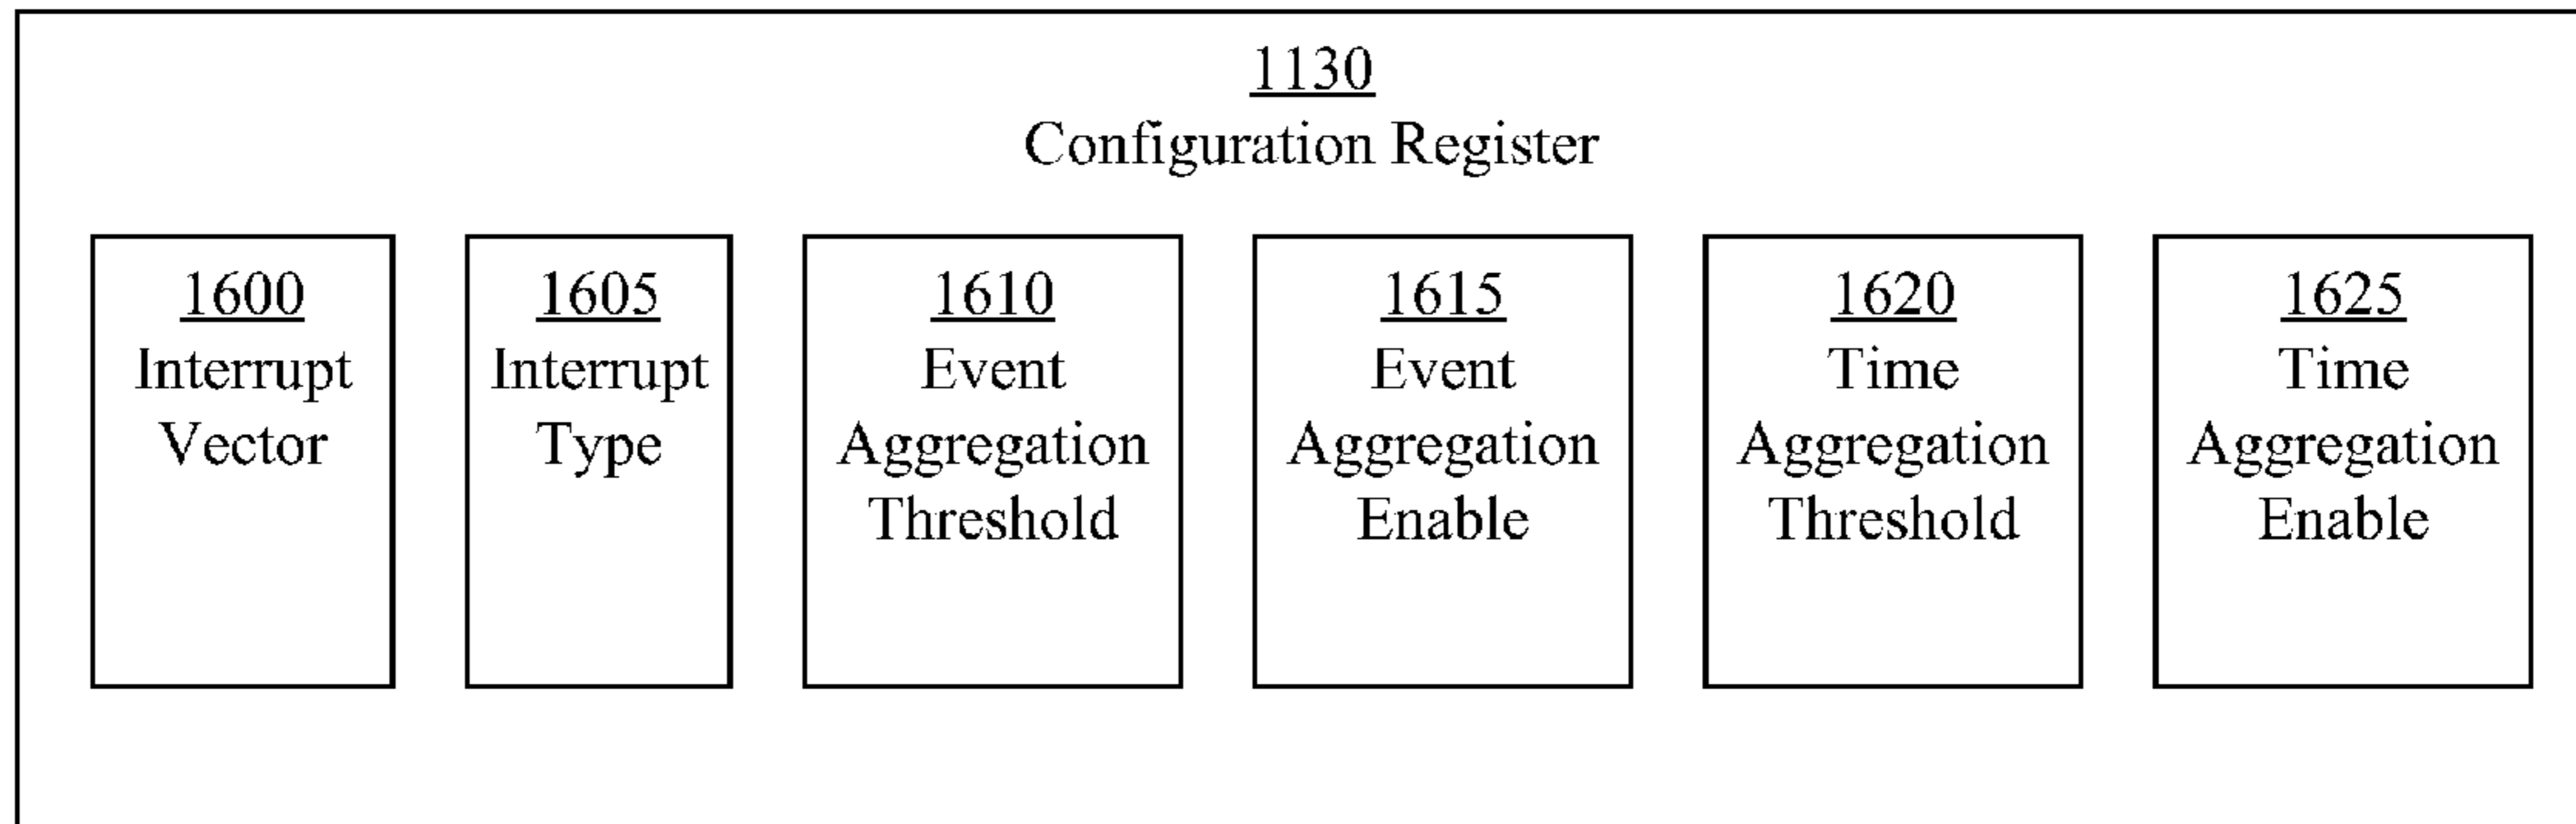 1130
Configuration Register
1600
Interrupt
Vector
1605
Interrupt
Type
1610
Event
Aggregation
Threshold
1615
Event
Aggregation
Enable
1620
Time
Aggregation
Threshold
1625
Time
Aggregation
Enable